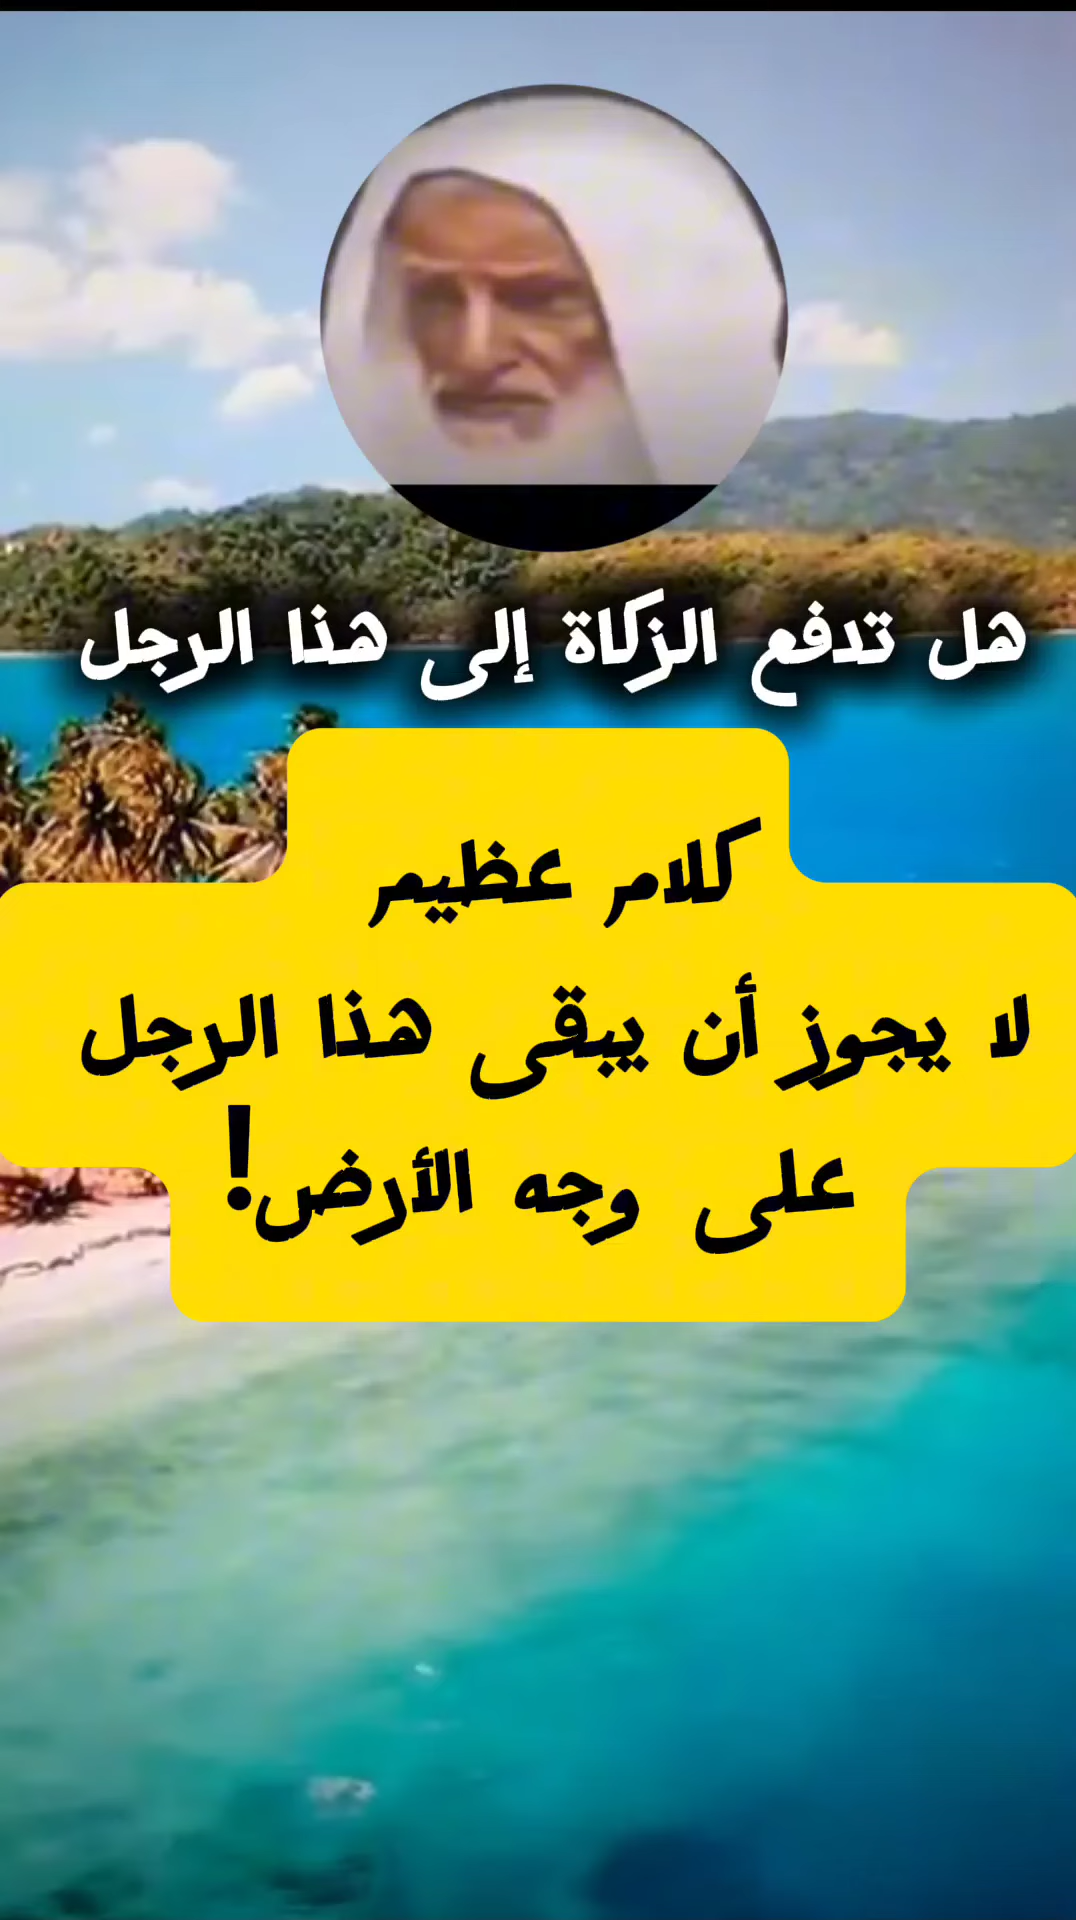 هل تدفع الزكاة إلى هذا الرجل
كلام عظيم
لا يجوز أن يبقى هذا الرجل
على وجه الأرض!